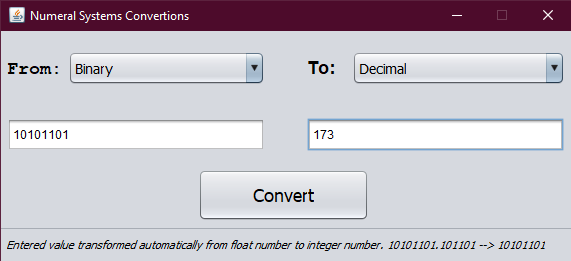 Numeral Systems Convertions
From: Binary To: Decimal
10101101 173
Convert
Entered value transformed automatically from float number to integer number. 10101101.101101 --> 10101101